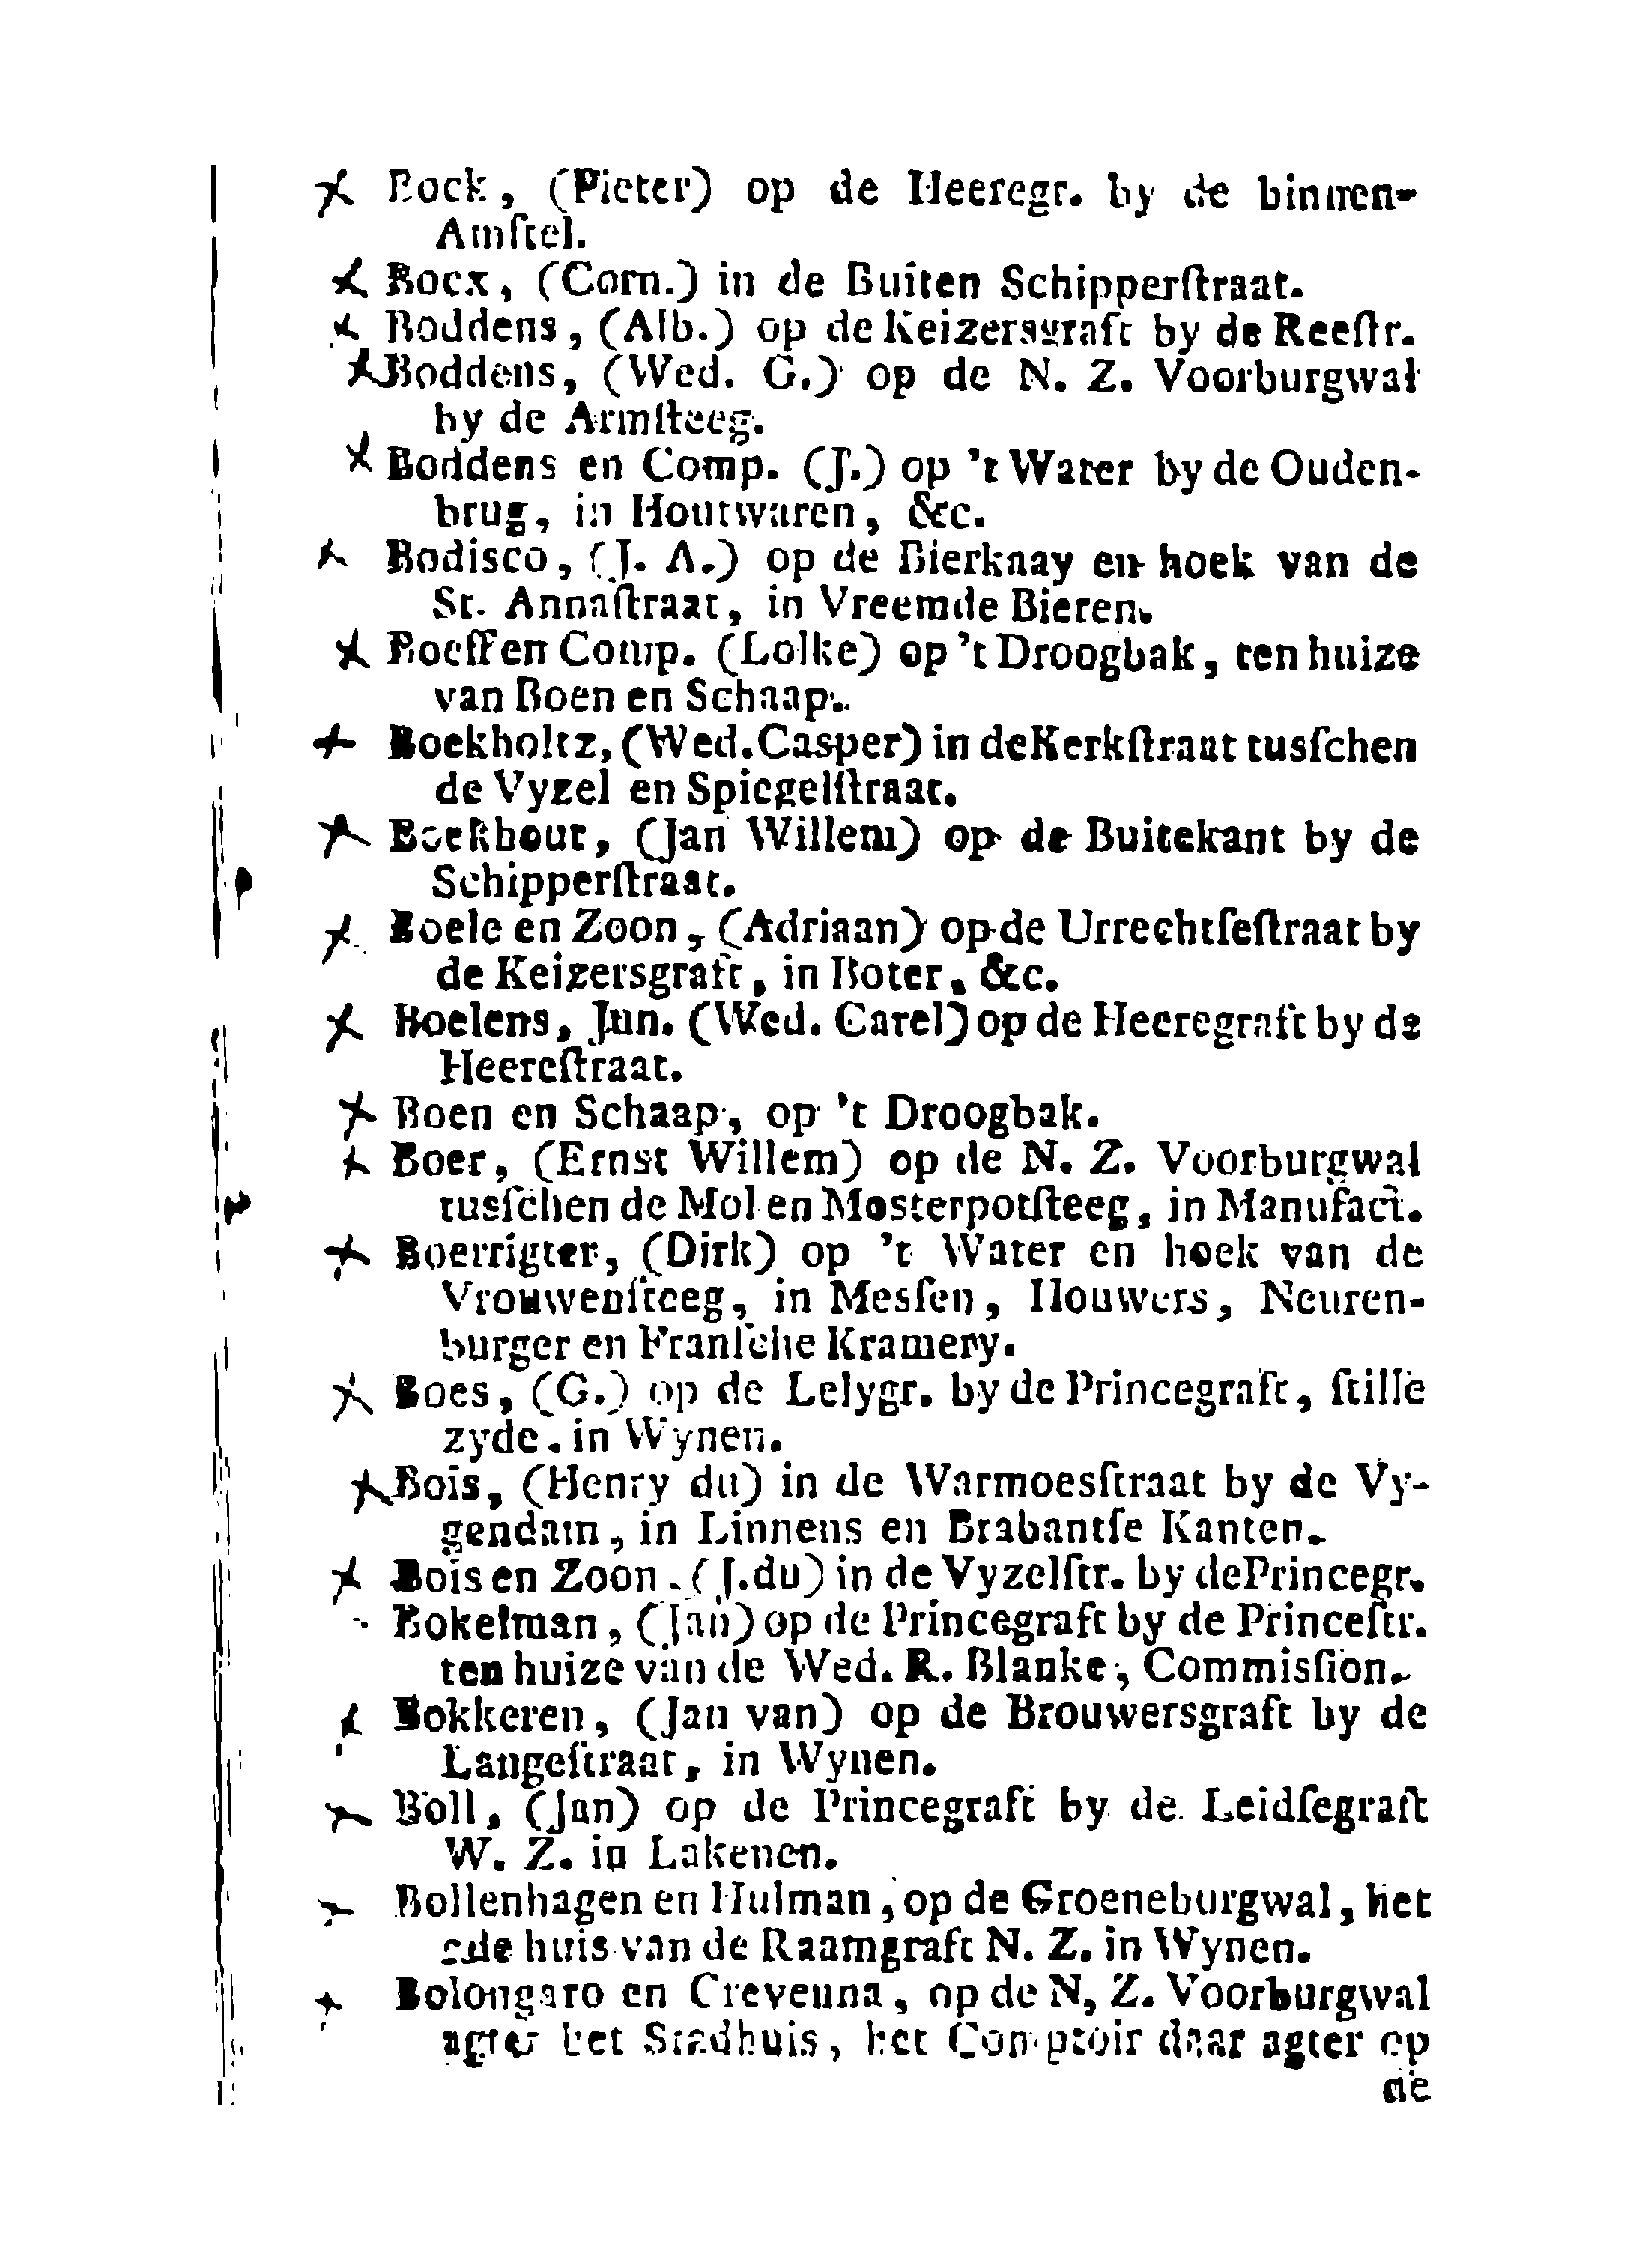 Bock, (Pieter) op de Heeregr. by de binnen-
Amſtel.
Bocx, (Corn.) in de Buiten Schipperſtraat.
Boddens, (Alb.) op de Keizersgraft by de Reeſtr.
Boddens, (Wed. G.) op de N. Z. Voorburgwal
by de Armſteeg.
Boddens en Comp. (J.) op 't Water by de Ouden-
brug, in Houtwaren, &c.
Bodisco, (J. A.) op de Bierkaay en hoek van de
St. Annaſtraat, in Vreemde Bieren.
Boeff en Comp. (Lolke) op 't Droogbak, ten huize
van Boen en Schaap.
Boekholtz, (Wed. Casper) in de Kerkſtraat tusſchen
de Vyzel en Spiegelſtraat.
Boekhout, (Jan Willem) op de Buitekant by de
Schipperſtraat.
Boele en Zoon, (Adriaan) op de Utrechtſeſtraat by
de Keizersgraft, in Boter, &c.
Boelens, Jun. (Wed. Carel) op de Heeregraft by de
Heereſtraat.
Boen en Schaap, op 't Droogbak.
Boer, (Ernst Willem) op de N. Z. Voorburgwal
tusſchen de Mol en Mosterpotſteeg, in Manufact.
Boerrigter, (Dirk) op 't Water en hoek van de
Vrouwenſteeg, in Mesſen, Houwers, Neuren-
burger en Franſche Kramery.
Boes, (G.) op de Lelygr. by de Princegraft, ſtille
zyde, in Wynen.
Bois, (Henry du) in de Warmoesſtraat by de Vy-
gendam, in Linnens en Brabantſe Kanten.
Bois en Zoon, (J. du) in de Vyzelſtr. by de Princegr.
Bokelman, (Jan) op de Princegraft by de Princeſtr.
ten huize van de Wed. R. Blanke, Commisſion.
Bokkeren, (Jan van) op de Brouwersgraft by de
Langeſtraat, in Wynen.
Boll, (Jan) op de Princegraft by de Leidſegraft
W. Z. in Lakenen.
Bollenhagen en Hulman, op de Groeneburgwal, het
2de huis van de Raamgraft N. Z. in Wynen.
Bolongaro en Crevenna, op de N, Z. Voorburgwal
agter het Stadhuis, het Comptoir daar agter op
de